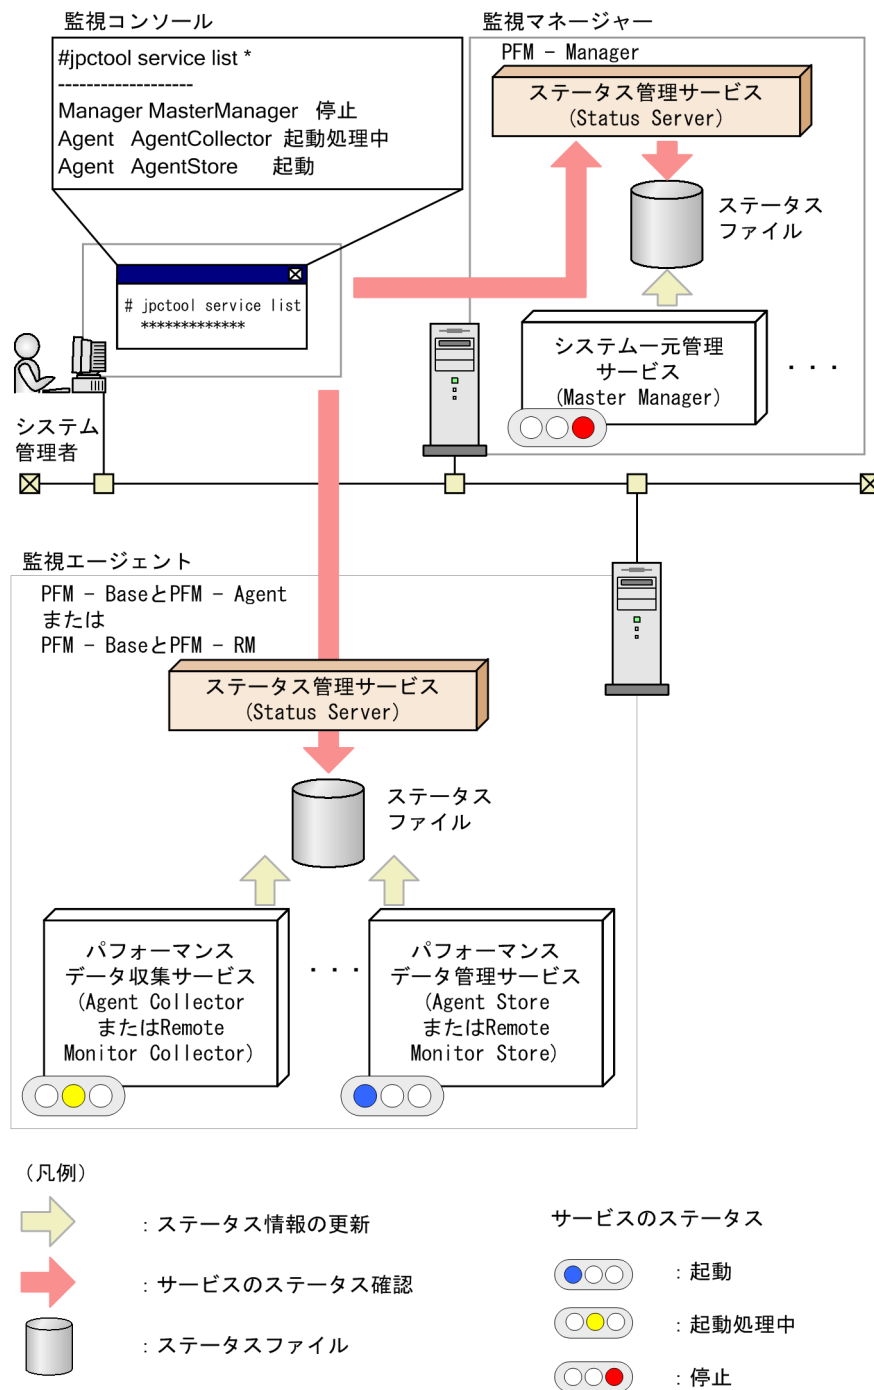 監視コンソール
#jpctool service list *
-------------------
Manager MasterManager 停止
Agent AgentCollector 起動処理中
Agent AgentStore 起動
# jpctool service list
*************
システム
管理者
監視マネージャー
PFM - Manager
ステータス管理サービス
(Status Server)
ステータス
ファイル
システム一元管理
サービス
(Master Manager)
・・・
監視エージェント
PFM - BaseとPFM - Agent
または
PFM - BaseとPFM - RM
ステータス管理サービス
(Status Server)
ステータス
ファイル
パフォーマンス
データ収集サービス
(Agent Collector
またはRemote
Monitor Collector)
・・・
パフォーマンス
データ管理サービス
(Agent Store
またはRemote
Monitor Store)
(凡例)
：ステータス情報の更新
：サービスのステータス確認
：ステータスファイル
サービスのステータス
：起動
：起動処理中
：停止